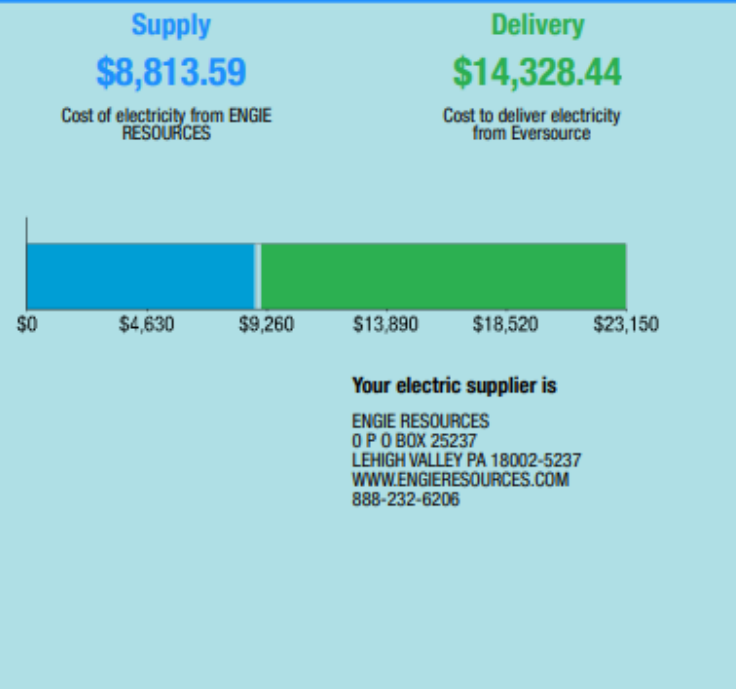 Supply
$8,813.59
Cost of electricity from ENGIE
RESOURCES
Delivery
$14,328.44
Cost to deliver electricity
from Eversource
$0 $4,630 $9,260 $13,890 $18,520 $23,150
Your electric supplier is
ENGIE RESOURCES
0 P O BOX 25237
LEHIGH VALLEY PA 18002-5237
WWW.ENGIERESOURCES.COM
888-232-6206